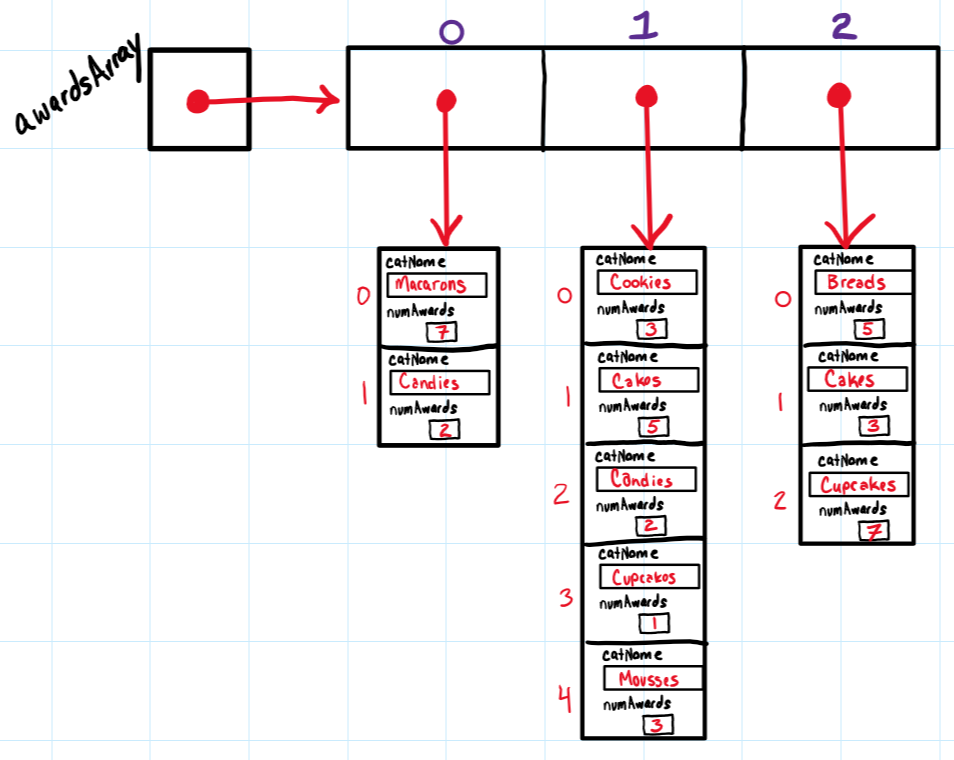 awardsArray
0 1 2
0
catName
Macarons
numAwards
7
1
catName
Candies
numAwards
2
0
catName
Cookies
numAwards
3
1
catName
Cakes
numAwards
5
2
catName
Candies
numAwards
2
3
catName
Cupcakes
numAwards
1
4
catName
Mousses
numAwards
3
0
catName
Breads
numAwards
5
1
catName
Cakes
numAwards
3
2
catName
Cupcakes
numAwards
7